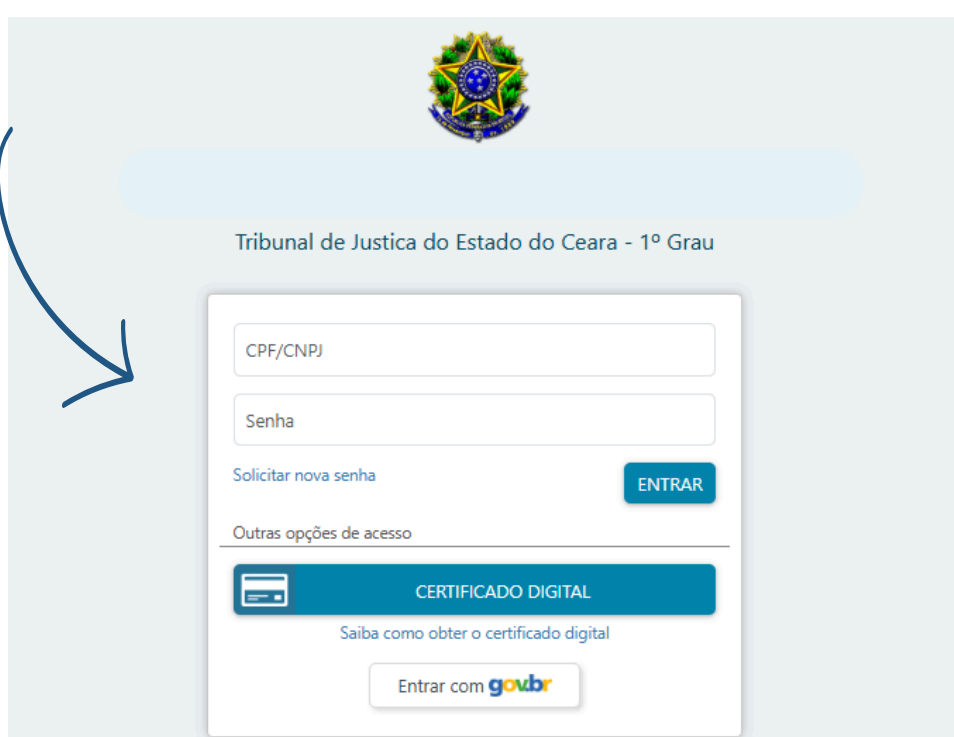 Tribunal de Justica do Estado do Ceara - 1º Grau
CPF/CNPJ
Senha
Solicitar nova senha
ENTRAR
Outras opções de acesso
CERTIFICADO DIGITAL
Saiba como obter o certificado digital
Entrar com gov.br